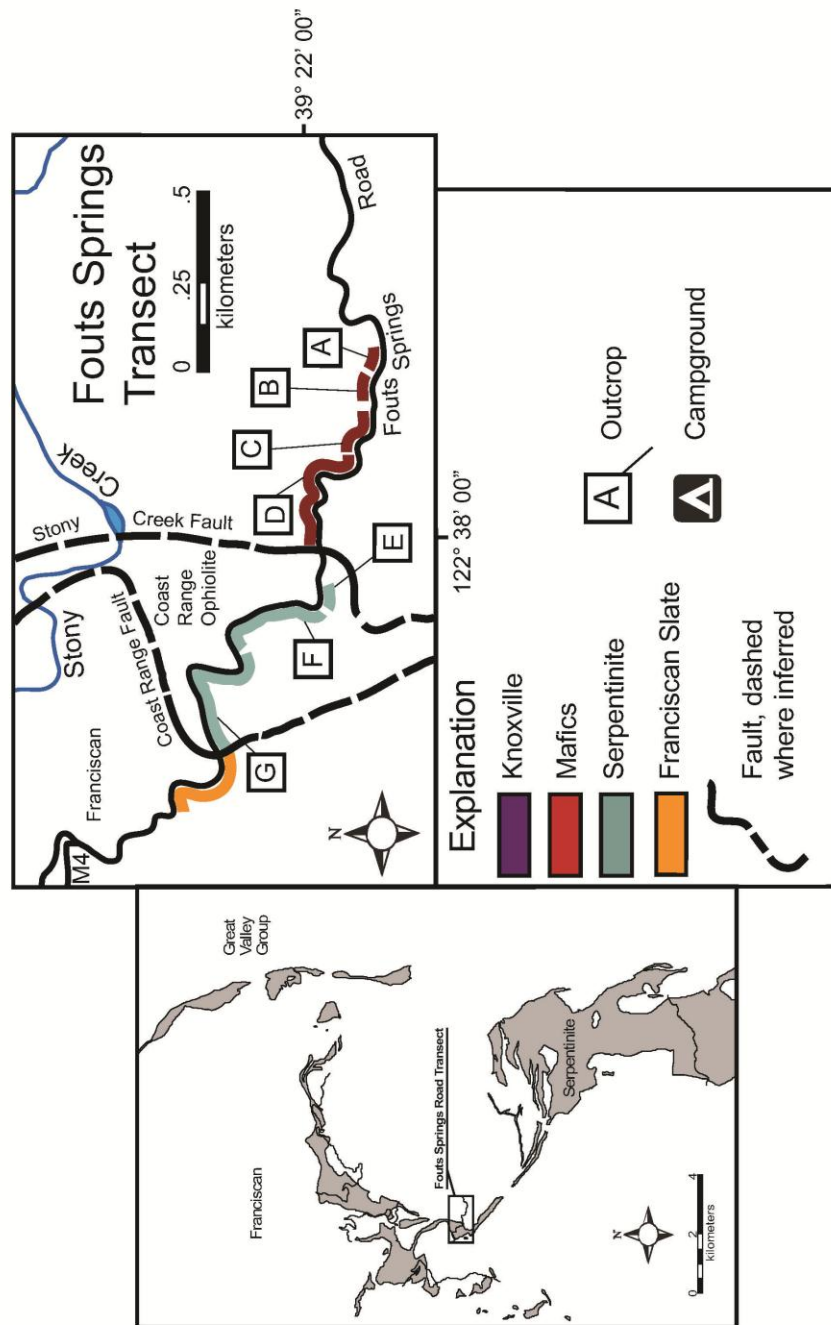 Fouts Springs
Transect
0 .25 .5
kilometers
39° 22' 00"
122° 38' 00"
Stony
Creek
Stony
Creek Fault
Coast Range Fault
Coast
Range
Ophiolite
Franciscan
M4
N
Fouts Springs
Road
A
B
C
D
E
F
G
Explanation
Knoxville
Mafics
Serpentinite
Franciscan Slate
Fault, dashed
where inferred
A
Outcrop
Campground
Great
Valley
Group
Franciscan
Fouts Springs Road Transect
Serpentinite
N
0 2 4
kilometers